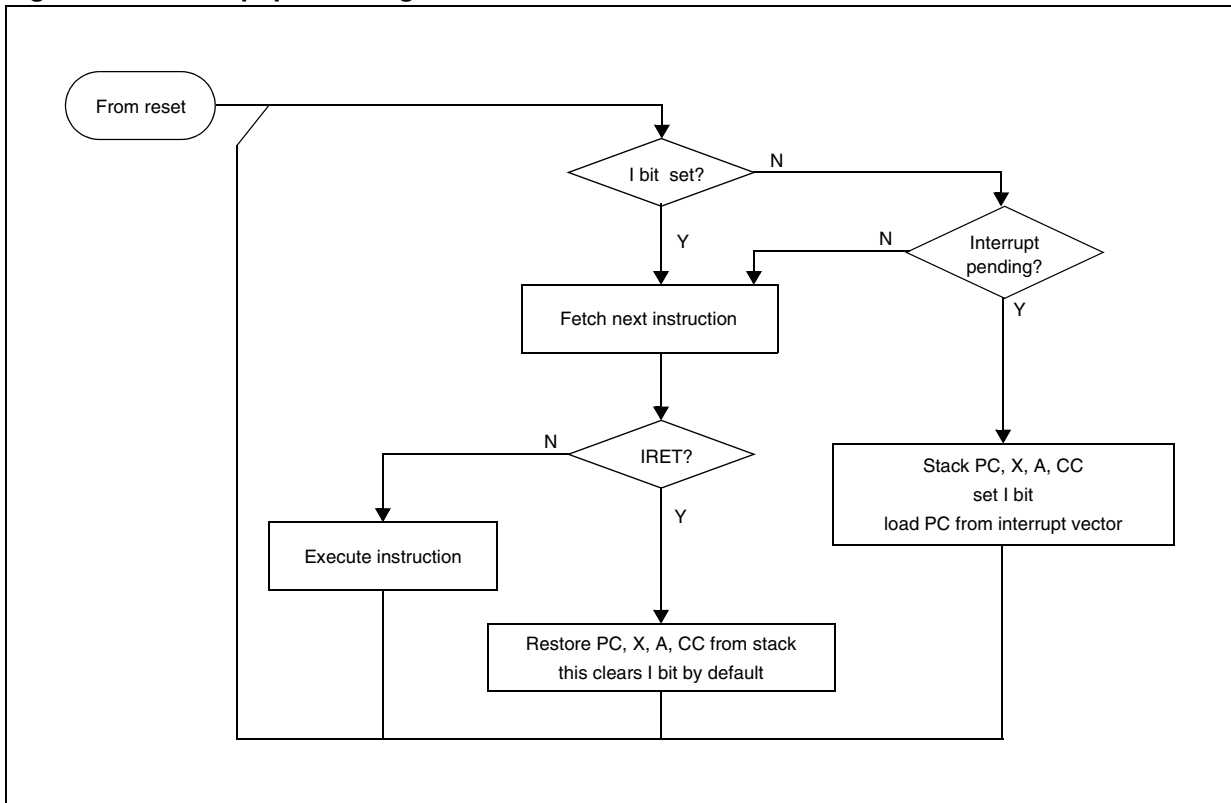 From reset
I bit set?
N
Y
N
Interrupt
pending?
Y
Fetch next instruction
N
IRET?
Y
Stack PC, X, A, CC
set I bit
load PC from interrupt vector
Execute instruction
Restore PC, X, A, CC from stack
this clears I bit by default